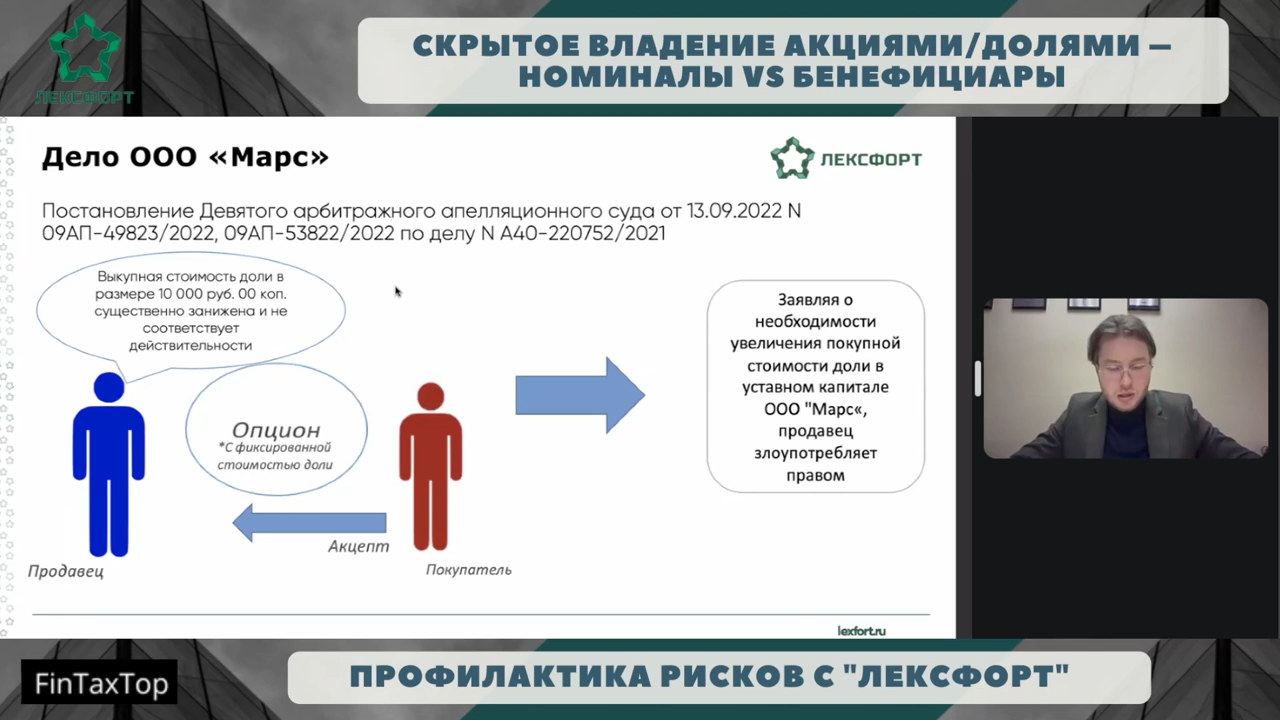 ЛЕКСФОРТ
СКРЫТОЕ ВЛАДЕНИЕ АКЦИЯМИ/ДОЛЯМИ –
НОМИНАЛЫ VS БЕНЕФИЦИАРЫ
Дело ООО «Марс»
ЛЕКСФОРТ
Постановление Девятого арбитражного апелляционного суда от 13.09.2022 N
09АП-49823/2022, 09АП-53822/2022 по делу N А40-220752/2021
Выкупная стоимость доли в
размере 10 000 руб. 00 коп.
существенно занижена и не
соответствует
действительности
Опцион
*С фиксированной
стоимостью доли
Акцепт
Продавец
Покупатель
Заявляя о
необходимости
увеличения покупной
стоимости доли в
уставном капитале
ООО "Марс«,
продавец
злоупотребляет
правом
lexfort.ru
FinTaxTop
ПРОФИЛАКТИКА РИСКОВ С "ЛЕКСФОРТ"